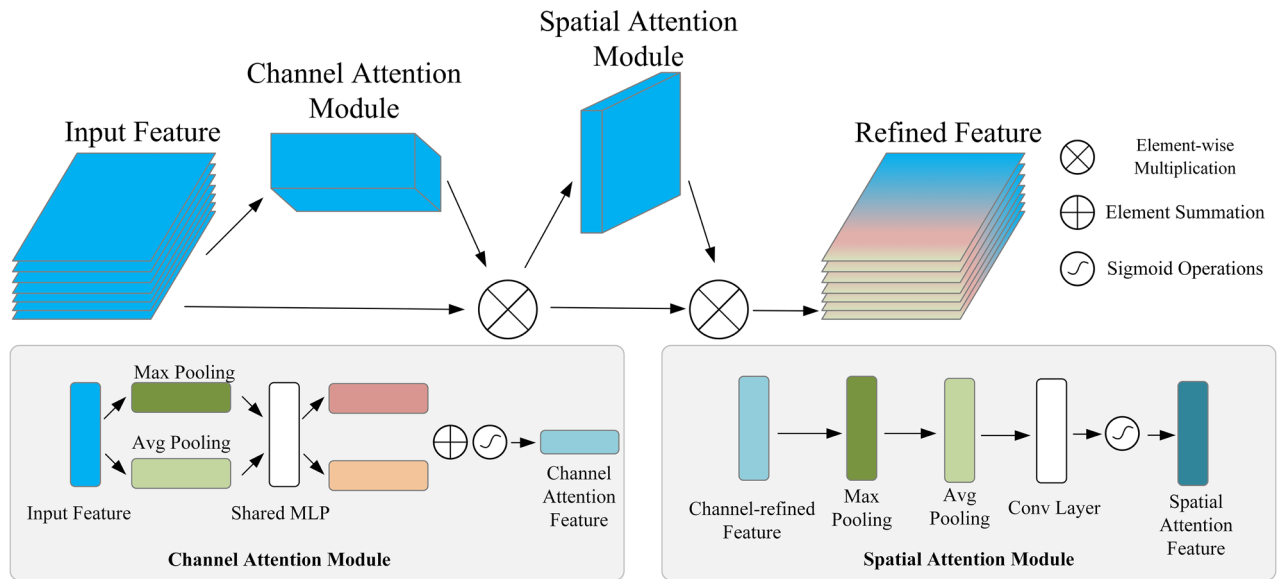 Spatial Attention
Module
Channel Attention
Module
Input Feature
Refined Feature
Element-wise
Multiplication
Element Summation
Sigmoid Operations
Max Pooling
Avg Pooling
Input Feature
Shared MLP
Channel
Attention
Feature
Channel Attention Module
Channel-refined
Feature
Max
Pooling
Avg
Pooling
Conv Layer
Spatial
Attention
Feature
Spatial Attention Module